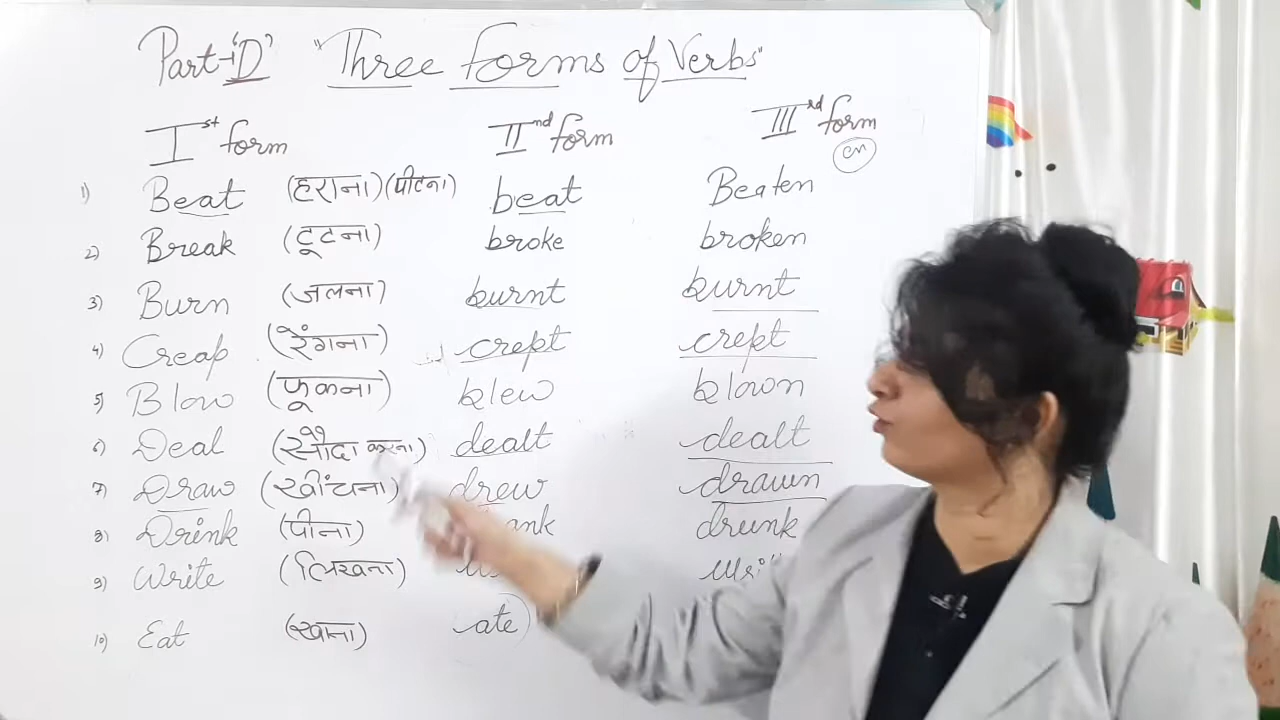 Part-'D' "Three forms of Verbs"
Ist form IInd form IIIrd form
en
1) Beat (हराना) (पीटना) beat Beaten
2) Break (टूटना) broke broken
3) Burn (जलना) burnt burnt
4) Creap (रेंगना) crept crept
5) Blow (फूकना) blew blown
6) Deal (सौदा करना) dealt dealt
7) Draw (खींचना) drew drawn
8) Drink (पीना) drunk
9) Write (लिखना)
10) Eat (खाना) ate